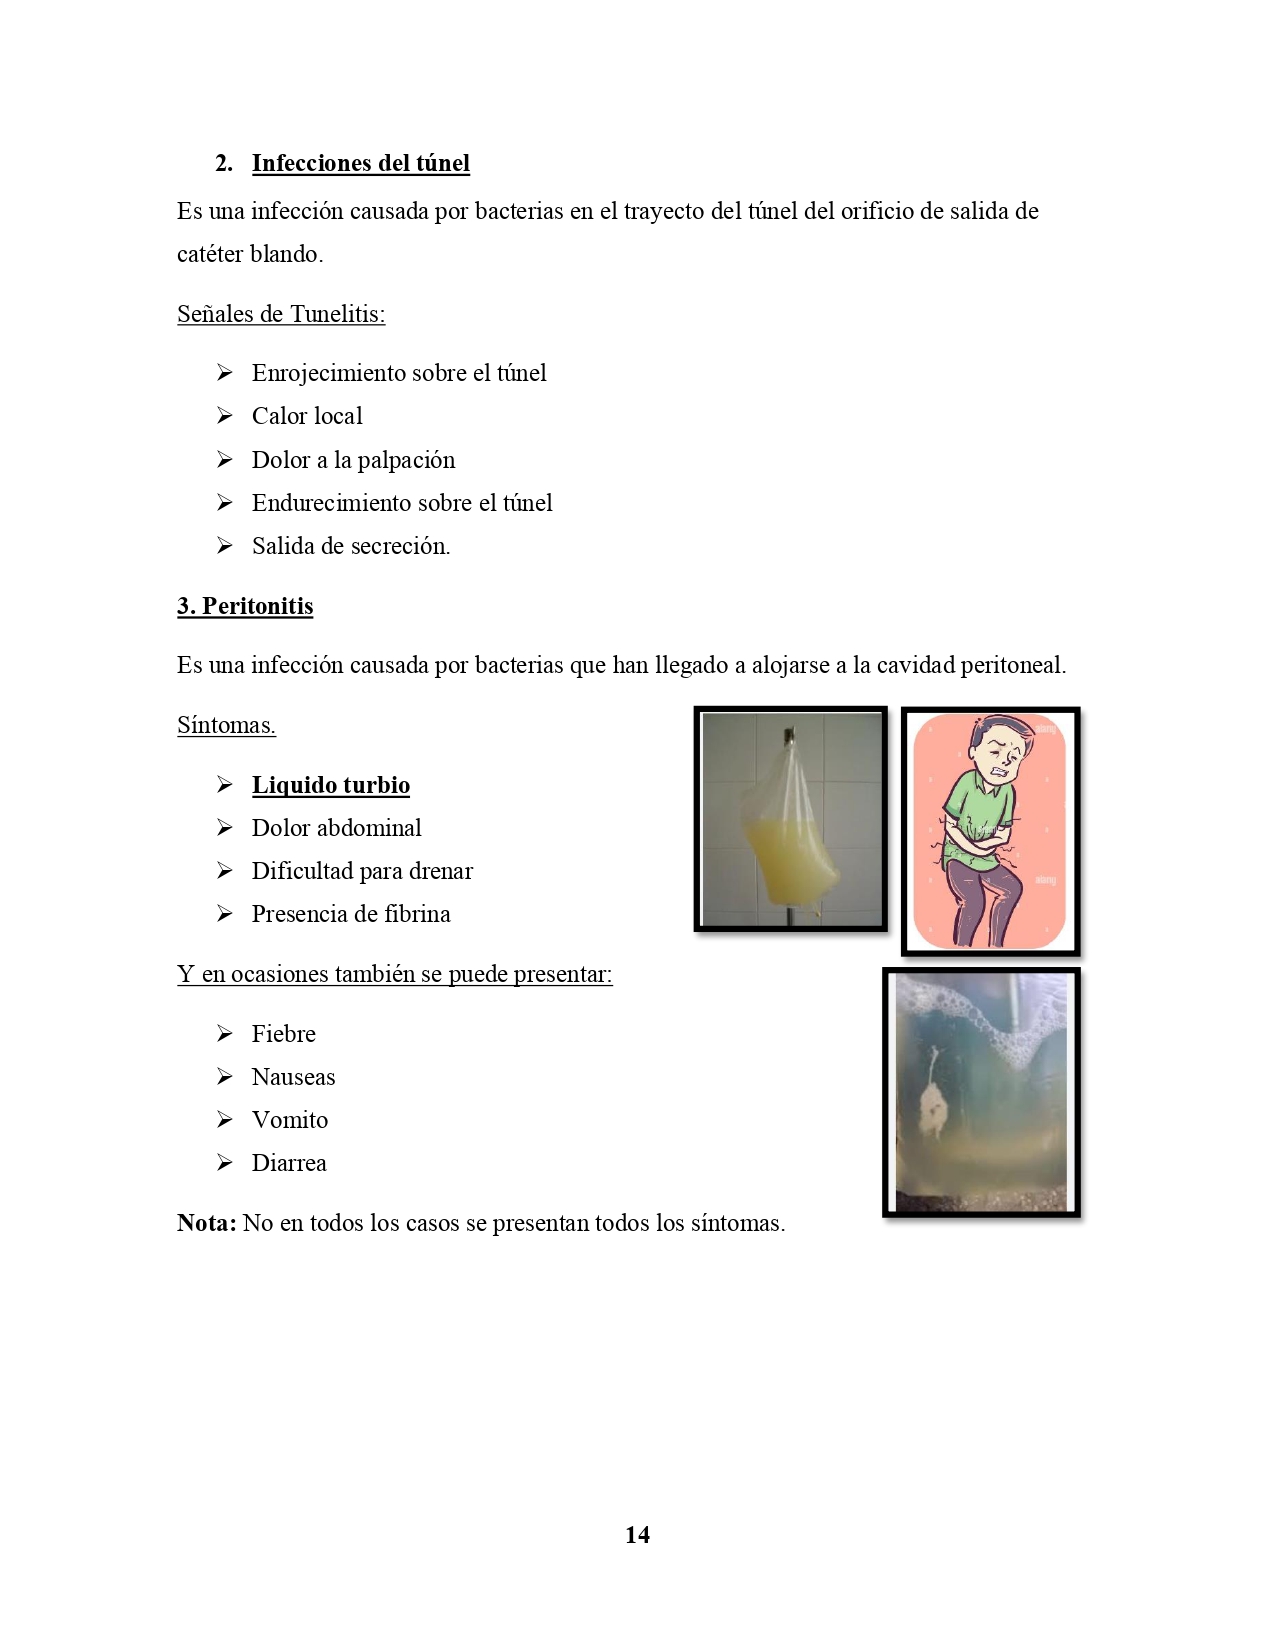 2. Infecciones del túnel
Es una infección causada por bacterias en el trayecto del túnel del orificio de salida de
catéter blando.
Señales de Tunelitis:
➢ Enrojecimiento sobre el túnel
➢ Calor local
➢ Dolor a la palpación
➢ Endurecimiento sobre el túnel
➢ Salida de secreción.
3. Peritonitis
Es una infección causada por bacterias que han llegado a alojarse a la cavidad peritoneal.
Síntomas.
➢ Liquido turbio
➢ Dolor abdominal
➢ Dificultad para drenar
➢ Presencia de fibrina
Y en ocasiones también se puede presentar:
➢ Fiebre
➢ Nauseas
➢ Vomito
➢ Diarrea
Nota: No en todos los casos se presentan todos los síntomas.
alamy
alamy
14